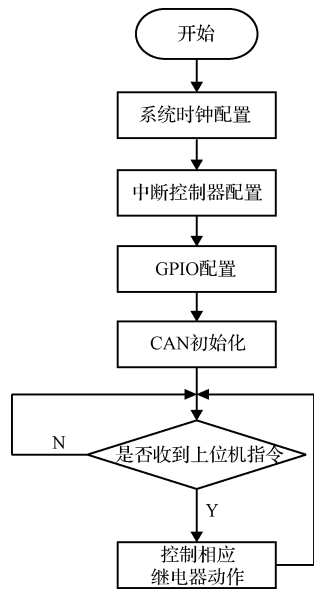 开始
系统时钟配置
中断控制器配置
GPIO配置
CAN初始化
是否收到上位机指令
N
Y
控制相应
继电器动作